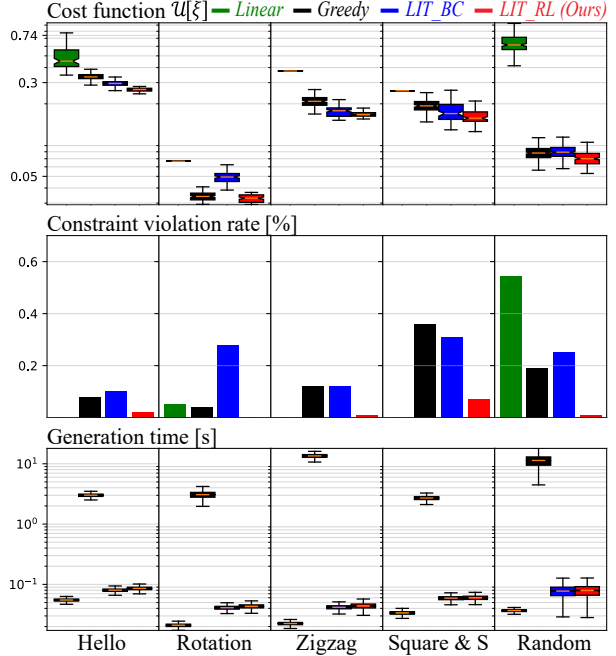 Cost function 𝒰[ξ] Linear Greedy LIT_BC LIT_RL (Ours)
0.74
0.3
0.05
Constraint violation rate [%]
0.6
0.4
0.2
Generation time [s]
10¹
10⁰
10⁻¹
Hello Rotation Zigzag Square & S Random